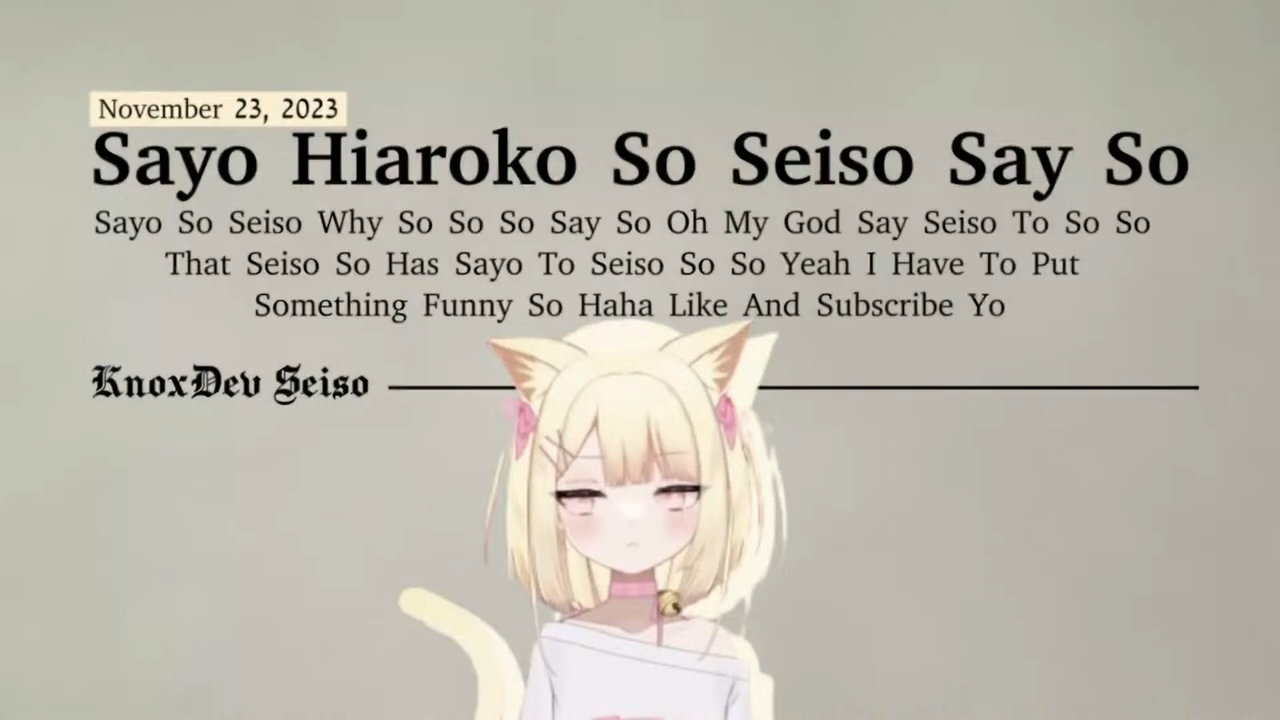 November 23, 2023
Sayo Hiaroko So Seiso Say So
Sayo So Seiso Why So So So Say So Oh My God Say Seiso To So So
That Seiso So Has Sayo To Seiso So So Yeah I Have To Put
Something Funny So Haha Like And Subscribe Yo
KnoxDev Seiso